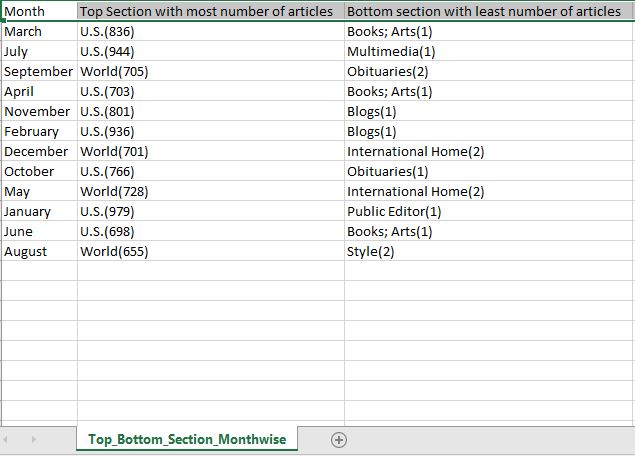 Month Top Section with most number of articles Bottom section with least number of articles
March U.S.(836) Books; Arts(1)
July U.S.(944) Multimedia(1)
September World(705) Obituaries(2)
April U.S.(703) Books; Arts(1)
November U.S.(801) Blogs(1)
February U.S.(936) Blogs(1)
December World(701) International Home(2)
October U.S.(766) Obituaries(1)
May World(728) International Home(2)
January U.S.(979) Public Editor(1)
June U.S.(698) Books; Arts(1)
August World(655) Style(2)
Top_Bottom_Section_Monthwise